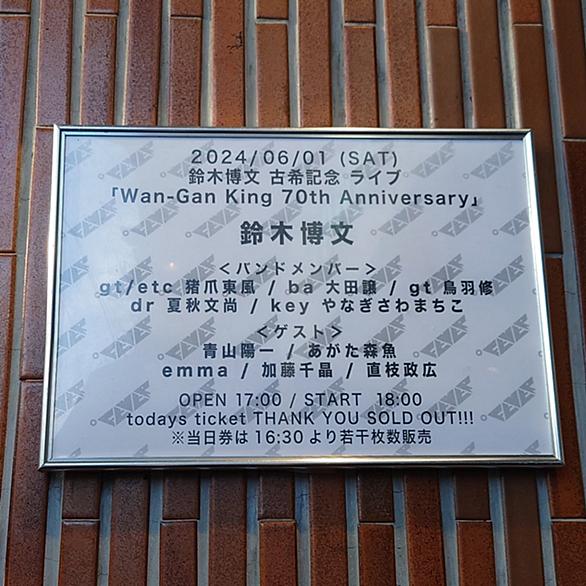 2024/06/01 (SAT)
鈴木博文 古希記念 ライブ
「Wan-Gan King 70th Anniversary」
鈴木博文
＜バンドメンバー＞
gt/etc 猪爪東風 / ba 大田譲 / gt 鳥羽修
dr 夏秋文尚 / key やなぎさわまちこ
＜ゲスト＞
青山陽一 / あがた森魚
emma / 加藤千晶 / 直枝政広
OPEN 17:00 / START 18:00
todays ticket THANK YOU SOLD OUT!!!
※当日券は 16:30 より若干枚数販売